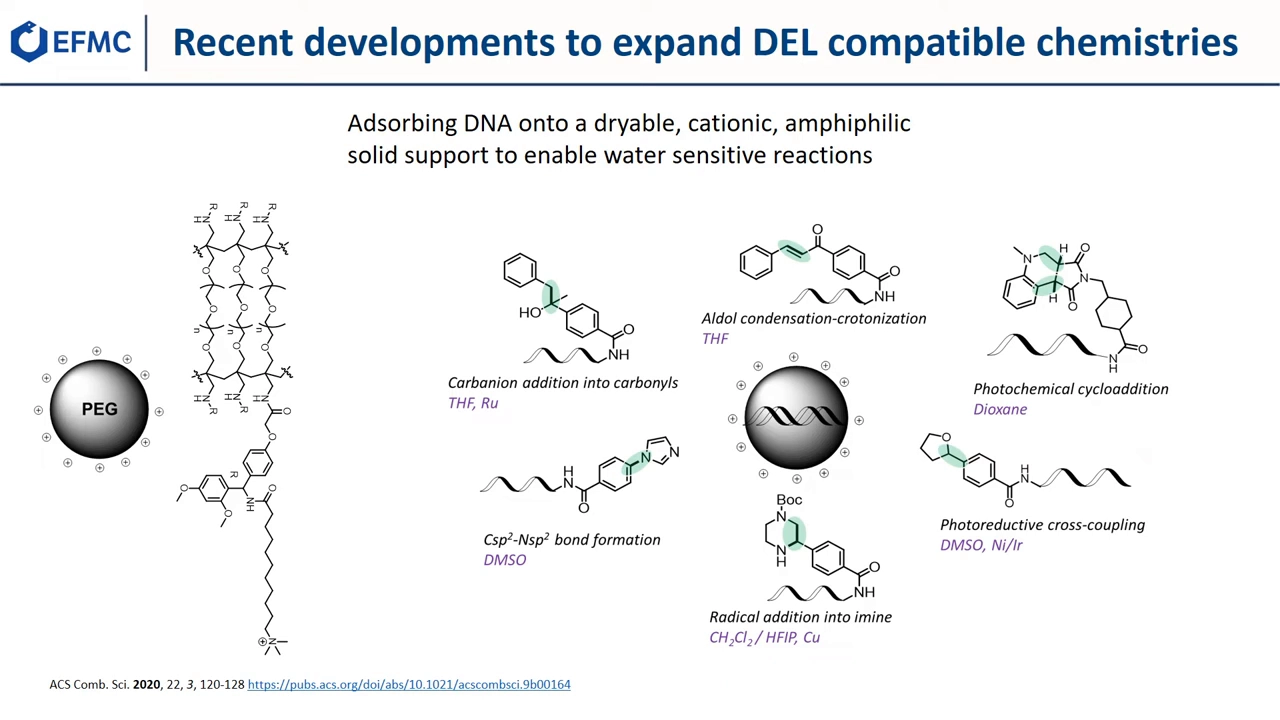 EFMC
Recent developments to expand DEL compatible chemistries
Adsorbing DNA onto a dryable, cationic, amphiphilic
solid support to enable water sensitive reactions
PEG
Carbanion addition into carbonyls
THF, Ru
Aldol condensation-crotonization
THF
Photochemical cycloaddition
Dioxane
Csp²-Nsp² bond formation
DMSO
Boc
Radical addition into imine
CH₂Cl₂ / HFIP, Cu
Photoreductive cross-coupling
DMSO, Ni/Ir
ACS Comb. Sci. 2020, 22, 3, 120-128 https://pubs.acs.org/doi/abs/10.1021/acscombsci.9b00164